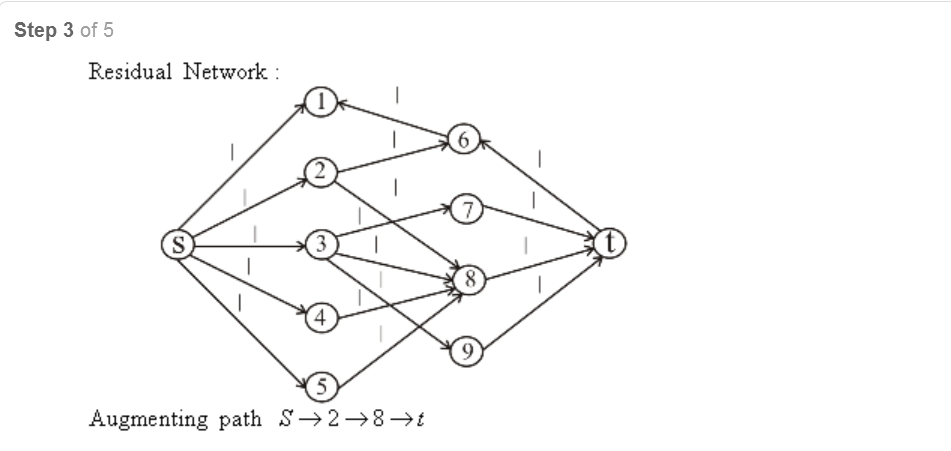 Step 3 of 5
Residual Network :
1
6
2
7
S
3
t
8
4
9
5
Augmenting path S→2→8→t